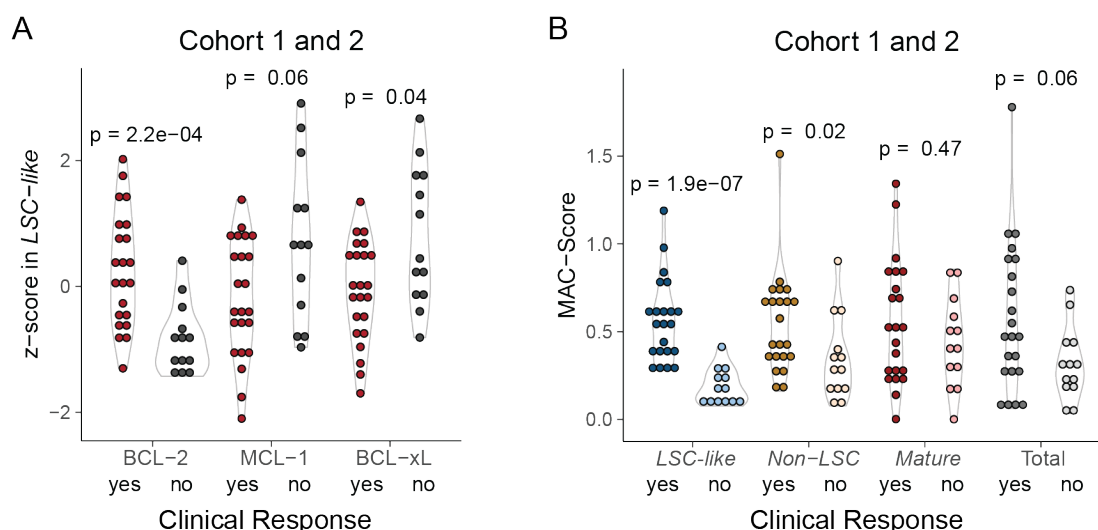 A
Cohort 1 and 2
p = 2.2e−04
p = 0.06
p = 0.04
z−score in LSC−like
2
0
−2
BCL−2
MCL−1
BCL−xL
yes no yes no yes no
Clinical Response
B
Cohort 1 and 2
p = 1.9e−07
p = 0.02
p = 0.47
p = 0.06
MAC−Score
1.5
1.0
0.5
0.0
LSC-like
Non−LSC
Mature
Total
yes no yes no yes no yes no
Clinical Response